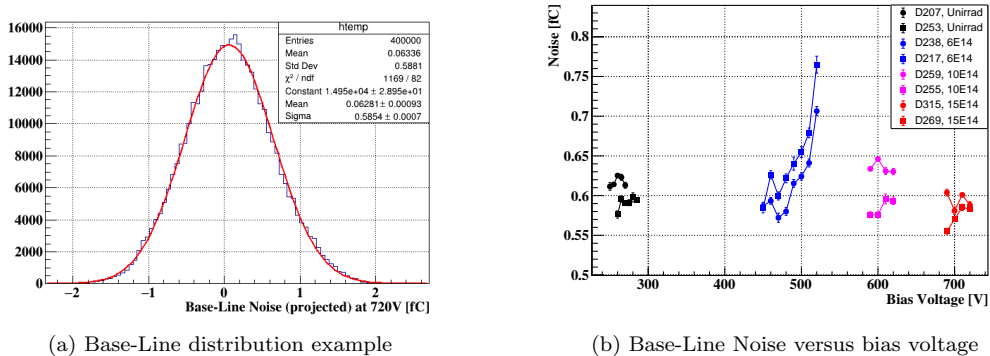 htemp
Entries 400000
Mean 0.06336
Std Dev 0.5881
χ² / ndf 1169 / 82
Constant 1.495e+04 ± 2.895e+01
Mean 0.06281 ± 0.00093
Sigma 0.5854 ± 0.0007
16000
14000
12000
10000
8000
6000
4000
2000
0
−2 −1 0 1 2
Base-Line Noise (projected) at 720V [fC]
(a) Base-Line distribution example
Noise [fC]
0.8
0.75
0.7
0.65
0.6
0.55
0.5
D207, Unirrad
D253, Unirrad
D238, 6E14
D217, 6E14
D259, 10E14
D255, 10E14
D315, 15E14
D269, 15E14
300 400 500 600 700
Bias Voltage [V]
(b) Base-Line Noise versus bias voltage